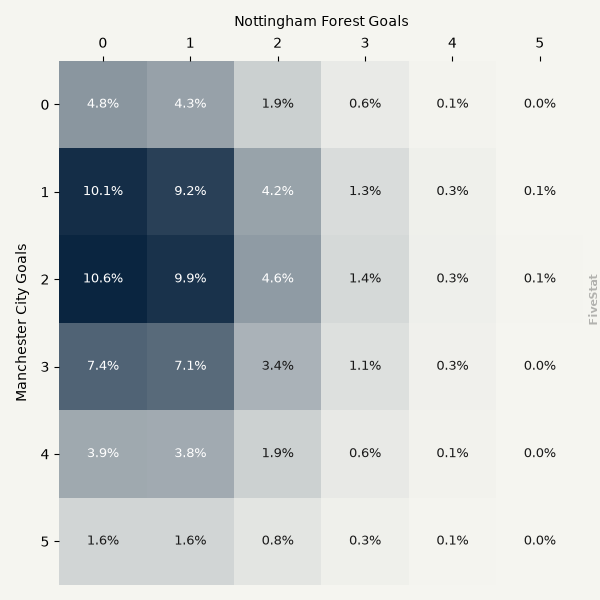 Nottingham Forest Goals
0 1 2 3 4 5
Manchester City Goals
0 4.8% 4.3% 1.9% 0.6% 0.1% 0.0%
1 10.1% 9.2% 4.2% 1.3% 0.3% 0.1%
2 10.6% 9.9% 4.6% 1.4% 0.3% 0.1%
3 7.4% 7.1% 3.4% 1.1% 0.3% 0.0%
4 3.9% 3.8% 1.9% 0.6% 0.1% 0.0%
5 1.6% 1.6% 0.8% 0.3% 0.1% 0.0%
FiveStat